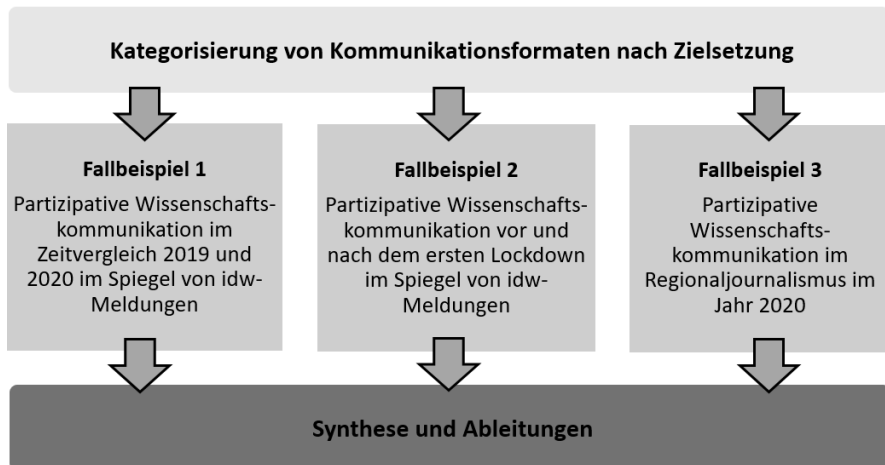 Kategorisierung von Kommunikationsformaten nach Zielsetzung
Fallbeispiel 1
Partizipative Wissenschafts-
kommunikation im
Zeitvergleich 2019 und
2020 im Spiegel von idw-
Meldungen
Fallbeispiel 2
Partizipative Wissenschafts-
kommunikation vor und
nach dem ersten Lockdown
im Spiegel von idw-
Meldungen
Fallbeispiel 3
Partizipative
Wissenschafts-
kommunikation im
Regionaljournalismus im
Jahr 2020
Synthese und Ableitungen